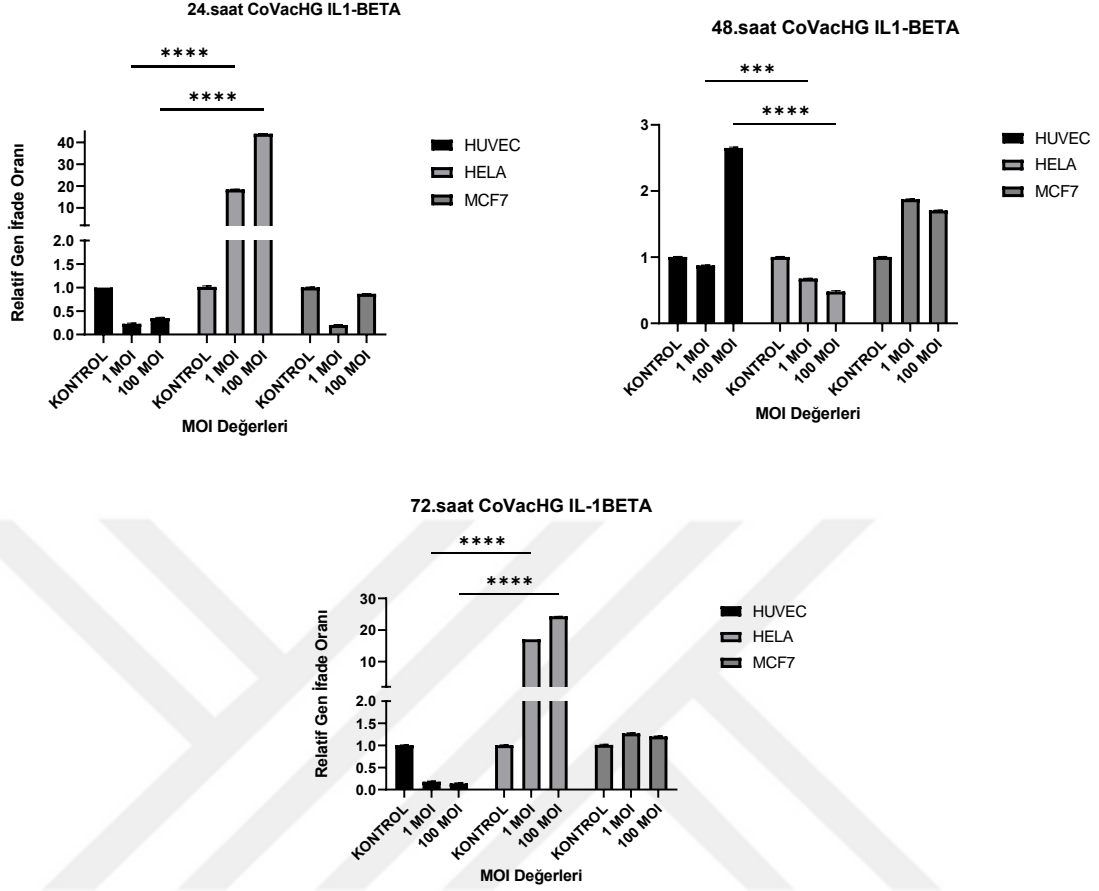 24.saat CoVacHG IL1-BETA
****
****
Relatif Gen İfade Oranı
40
30
20
10
2.0
1.5
1.0
0.5
0.0
KONTROL
1 MOI
100 MOI
KONTROL
1 MOI
100 MOI
KONTROL
1 MOI
100 MOI
MOI Değerleri
HUVEC
HELA
MCF7
48.saat CoVacHG IL1-BETA
***
****
3
2
1
0
KONTROL
1 MOI
100 MOI
KONTROL
1 MOI
100 MOI
KONTROL
1 MOI
100 MOI
MOI Değerleri
HUVEC
HELA
MCF7
72.saat CoVacHG IL-1BETA
****
****
Relatif Gen İfade Oranı
30
20
10
2.0
1.5
1.0
0.5
0.0
KONTROL
1 MOI
100 MOI
KONTROL
1 MOI
100 MOI
KONTROL
1 MOI
100 MOI
MOI Değerleri
HUVEC
HELA
MCF7